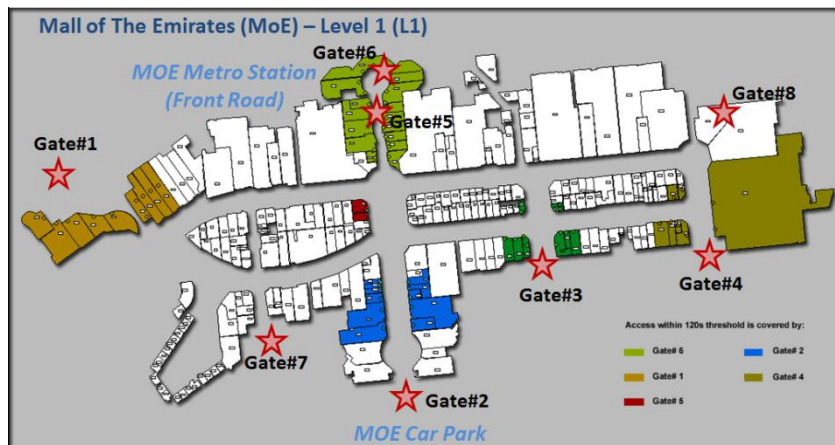 Mall of The Emirates (MoE) – Level 1 (L1)
Gate#6
MOE Metro Station
(Front Road)
Gate#8
Gate#5
Gate#1
Gate#4
Gate#3
Access within 120s threshold is covered by:
Gate# 6
Gate# 2
Gate#7
Gate# 1
Gate# 4
Gate#2
Gate# 5
MOE Car Park